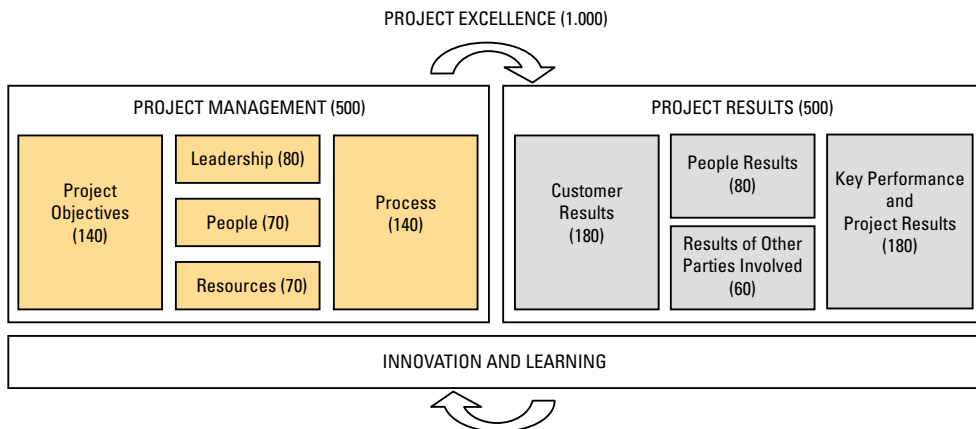 PROJECT EXCELLENCE (1.000)
PROJECT MANAGEMENT (500)
Project
Objectives
(140)
Leadership (80)
People (70)
Resources (70)
Process
(140)
PROJECT RESULTS (500)
Customer
Results
(180)
People Results
(80)
Results of Other
Parties Involved
(60)
Key Performance
and
Project Results
(180)
INNOVATION AND LEARNING